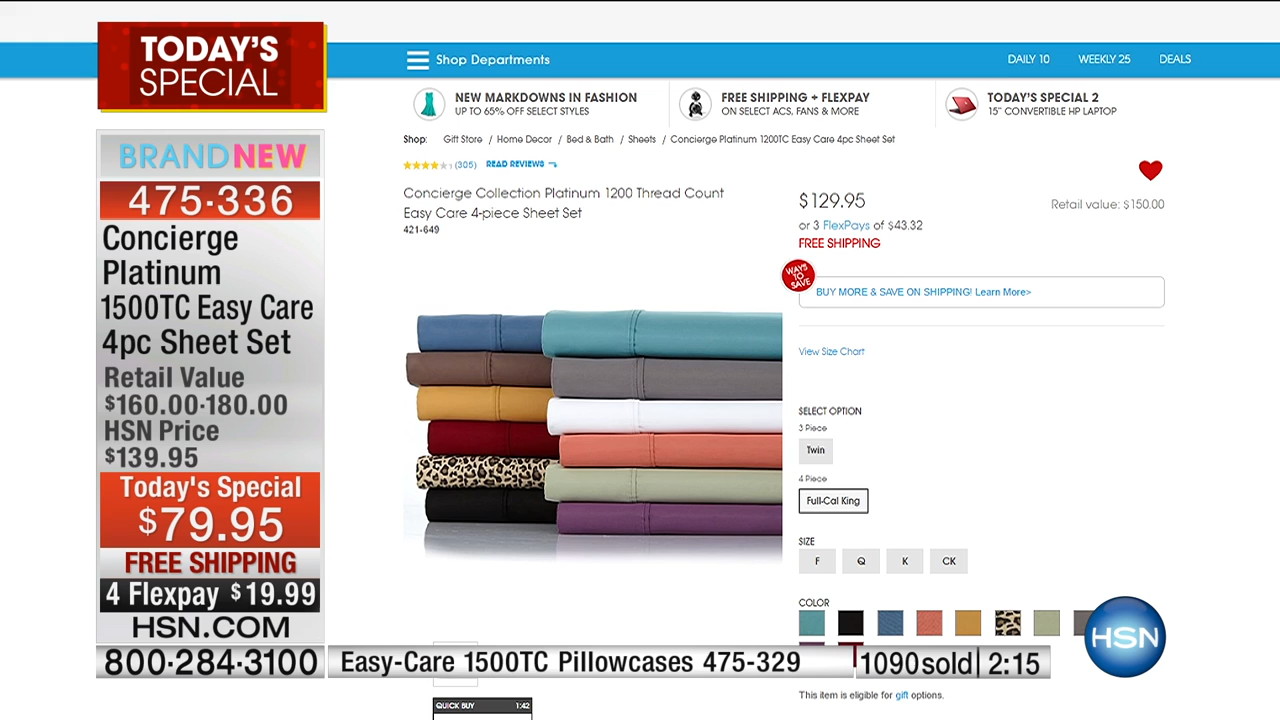 TODAY'S
SPECIAL
BRAND NEW
475-336
Concierge
Platinum
1500TC Easy Care
4pc Sheet Set
Retail Value
$160.00-180.00
HSN Price
$139.95
Today's Special
$79.95
FREE SHIPPING
4 Flexpay $19.99
HSN.COM
800-284-3100
Shop Departments
DAILY 10 WEEKLY 25 DEALS
NEW MARKDOWNS IN FASHION
UP TO 65% OFF SELECT STYLES
FREE SHIPPING + FLEXPAY
ON SELECT ACS, FANS & MORE
TODAY'S SPECIAL 2
15" CONVERTIBLE HP LAPTOP
Shop: Gift Store / Home Decor / Bed & Bath / Sheets / Concierge Platinum 1200TC Easy Care 4pc Sheet Set
(305) READ REVIEWS
Concierge Collection Platinum 1200 Thread Count
Easy Care 4-piece Sheet Set
421-649
$129.95
Retail value: $150.00
or 3 FlexPays of $43.32
FREE SHIPPING
WAYS
TO
SAVE
BUY MORE & SAVE ON SHIPPING! Learn More>
View Size Chart
SELECT OPTION
3 Piece
Twin
4 Piece
Full-Cal King
SIZE
F Q K CK
COLOR
HSN
Easy-Care 1500TC Pillowcases 475-329
1090 sold 2:15
This item is eligible for gift options.
QUICK BUY 1:42